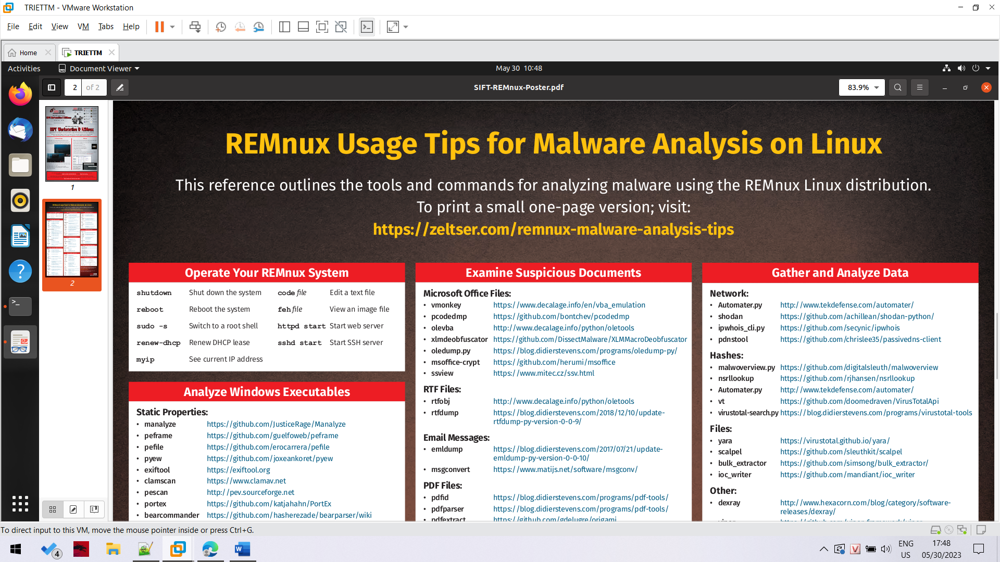 TRIETTM - VMware Workstation
File Edit View VM Tabs Help
Home TRIETTM
Activities Document Viewer May 30 10:48
2 of 2 SIFT-REMnux-Poster.pdf 83.9%
1
2
REMnux Usage Tips for Malware Analysis on Linux
This reference outlines the tools and commands for analyzing malware using the REMnux Linux distribution.
To print a small one-page version; visit:
https://zeltser.com/remnux-malware-analysis-tips
Operate Your REMnux System
shutdown Shut down the system code file Edit a text file
reboot Reboot the system feh file View an image file
sudo -s Switch to a root shell httpd start Start web server
renew-dhcp Renew DHCP lease sshd start Start SSH server
myip See current IP address
Analyze Windows Executables
Static Properties:
• manalyze https://github.com/JusticeRage/Manalyze
• peframe https://github.com/guelfoweb/peframe
• pefile https://github.com/erocarrera/pefile
• pyew https://github.com/joxeankoret/pyew
• exiftool https://exiftool.org
• clamscan https://www.clamav.net
• pescan http://pev.sourceforge.net
• portex https://github.com/katjahahn/PortEx
• bearcommander https://github.com/hasherezade/bearparser/wiki
Examine Suspicious Documents
Microsoft Office Files:
• vmonkey https://www.decalage.info/en/vba_emulation
• pcodedmp https://github.com/bontchev/pcodedmp
• olevba http://www.decalage.info/python/oletools
• xlmdeobfuscator https://github.com/DissectMalware/XLMMacroDeobfuscator
• oledump.py https://blog.didierstevens.com/programs/oledump-py/
• msoffice-crypt https://github.com/herumi/msoffice
• ssview https://www.mitec.cz/ssv.html
RTF Files:
• rtfobj http://www.decalage.info/python/oletools
• rtfdump https://blog.didierstevens.com/2018/12/10/update-
rtfdump-py-version-0-0-9/
Email Messages:
• emldump https://blog.didierstevens.com/2017/07/21/update-
emldump-py-version-0-0-10/
• msgconvert https://www.matijs.net/software/msgconv/
PDF Files:
• pdfid https://blog.didierstevens.com/programs/pdf-tools/
• pdfparser https://blog.didierstevens.com/programs/pdf-tools/
• pdfextract https://github.com/gdelugre/origami
Gather and Analyze Data
Network:
• Automater.py http://www.tekdefense.com/automater/
• shodan https://github.com/achillean/shodan-python/
• ipwhois_cli.py https://github.com/secynic/ipwhois
• pdnstool https://github.com/chrislee35/passivedns-client
Hashes:
• malwoverview.py https://github.com/digitalsleuth/malwoverview
• nsrllookup https://github.com/rjhansen/nsrllookup
• Automater.py http://www.tekdefense.com/automater/
• vt https://github.com/doomedraven/VirusTotalApi
• virustotal-search.py https://blog.didierstevens.com/programs/virustotal-tools
Files:
• yara https://virustotal.github.io/yara/
• scalpel https://github.com/sleuthkit/scalpel
• bulk_extractor https://github.com/simsong/bulk_extractor/
• ioc_writer https://github.com/mandiant/ioc_writer
Other:
• dexray http://www.hexacorn.com/blog/category/software-
releases/dexray/
To direct input to this VM, move the mouse pointer inside or press Ctrl+G.
4
ENG 17:48
US 05/30/2023